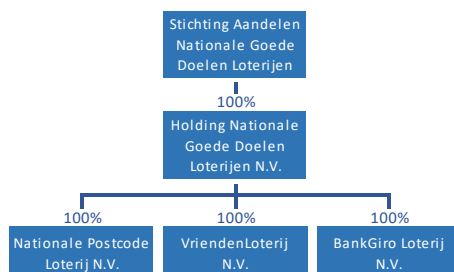 Stichting Aandelen
Nationale Goede
Doelen Loterijen
100%
Holding Nationale
Goede Doelen
Loterijen N.V.
100% 100% 100%
Nationale Postcode
Loterij N.V.
VriendenLoterij
N.V.
BankGiro Loterij
N.V.